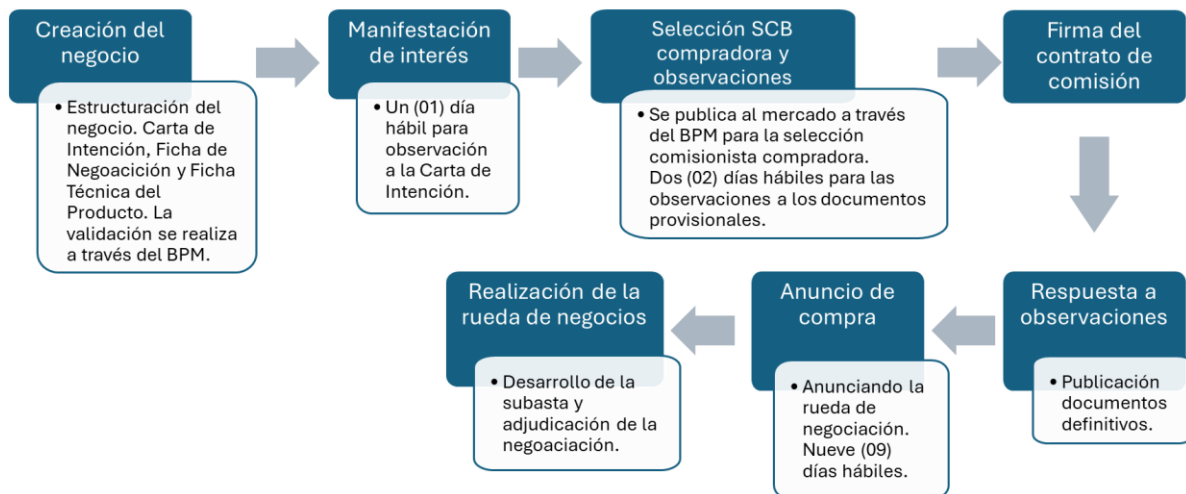 Creación del
negocio
• Estructuración del
negocio. Carta de
Intención, Ficha de
Negoacición y Ficha
Técnica del
Producto. La
validación se realiza
a través del BPM.
Manifestación
de interés
• Un (01) día
hábil para
observación
a la Carta de
Intención.
Selección SCB
compradora y
observaciones
• Se publica al mercado a través
del BPM para la selección
comisionista compradora.
Dos (02) días hábiles para las
observaciones a los documentos
provisionales.
Firma del
contrato de
comisión
Respuesta a
observaciones
• Publicación
documentos
definitivos.
Anuncio de
compra
• Anunciando la
rueda de
negociación.
Nueve (09)
días hábiles.
Realización de la
rueda de negocios
• Desarrollo de la
subasta y
adjudicación de la
negoaciación.